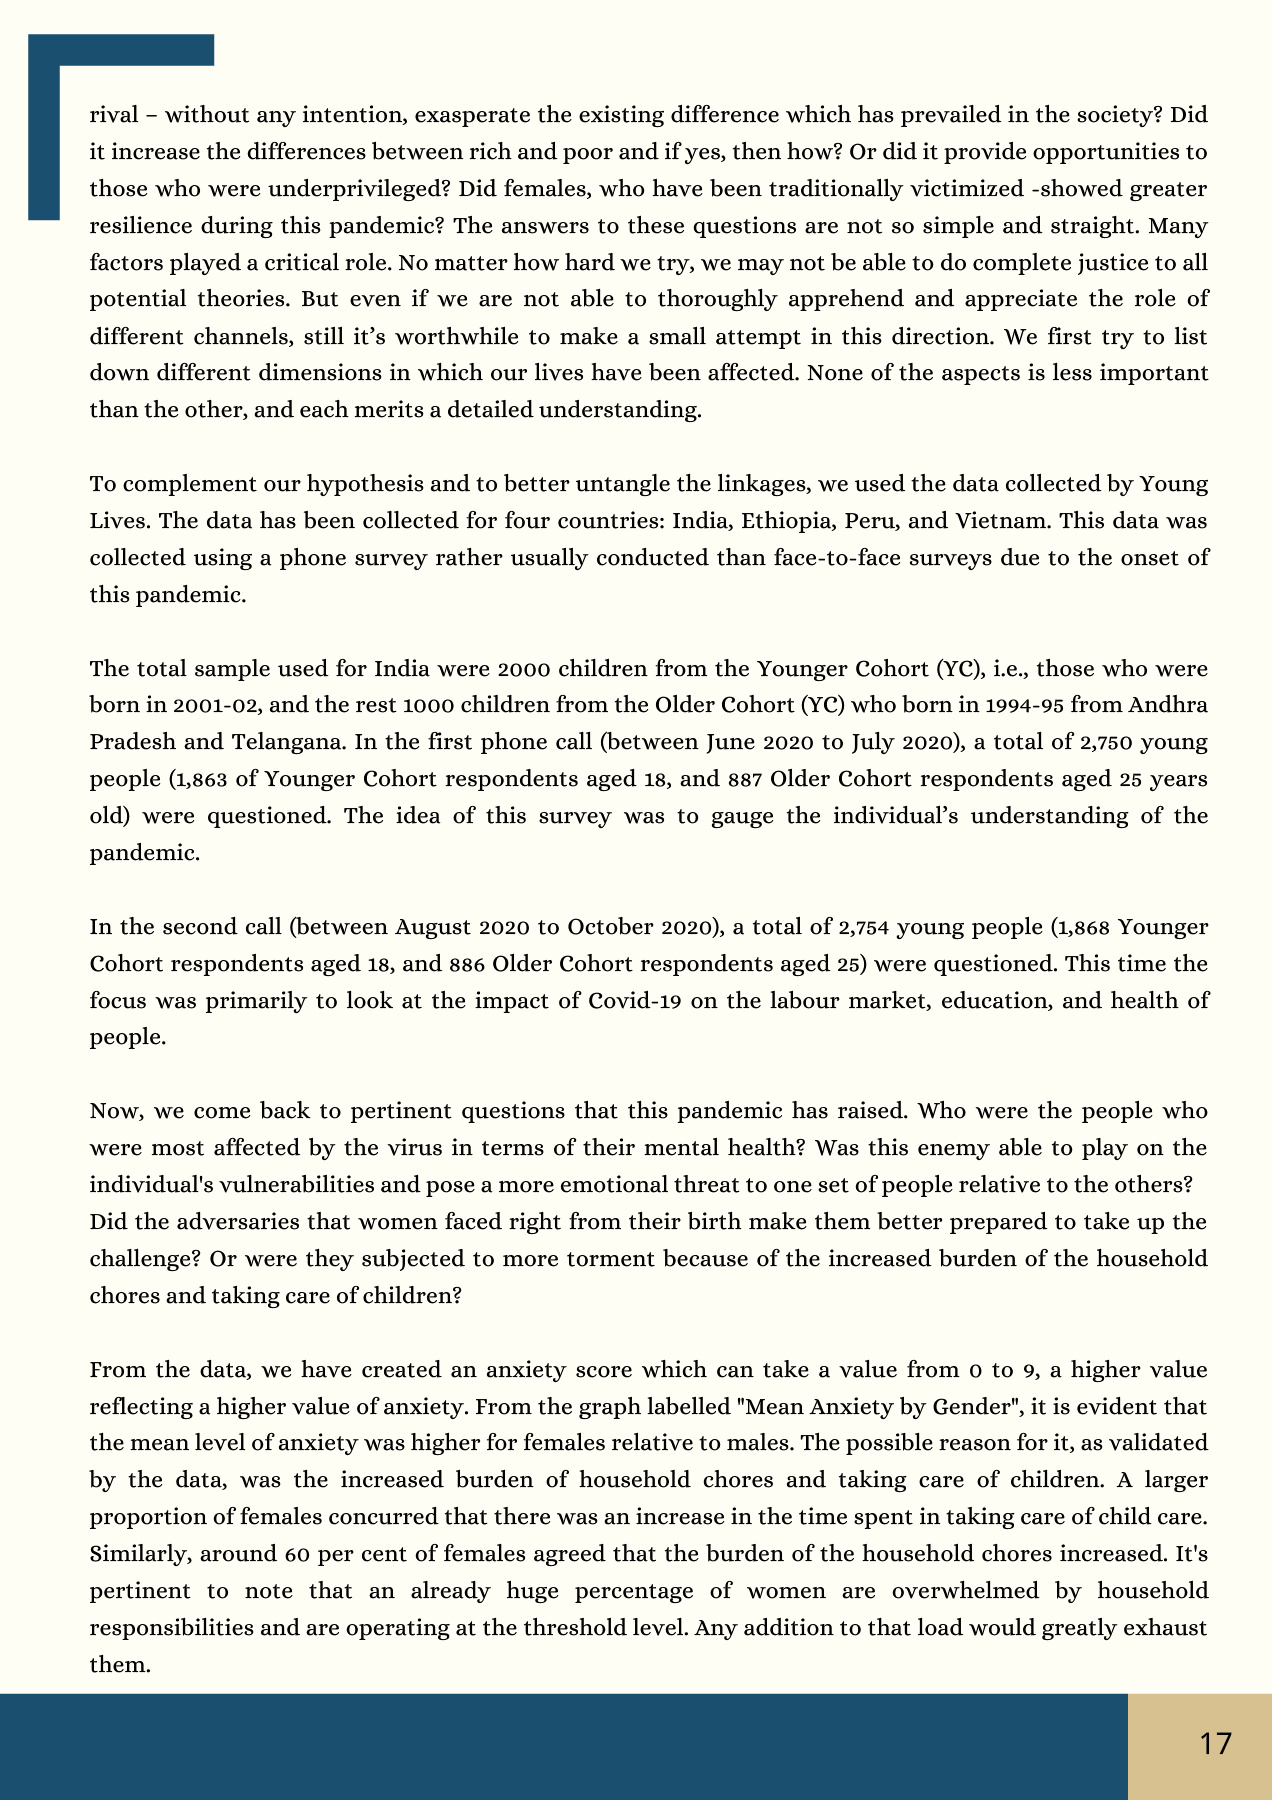 rival – without any intention, exasperate the existing difference which has prevailed in the society? Did
it increase the differences between rich and poor and if yes, then how? Or did it provide opportunities to
those who were underprivileged? Did females, who have been traditionally victimized -showed greater
resilience during this pandemic? The answers to these questions are not so simple and straight. Many
factors played a critical role. No matter how hard we try, we may not be able to do complete justice to all
potential theories. But even if we are not able to thoroughly apprehend and appreciate the role of
different channels, still it’s worthwhile to make a small attempt in this direction. We first try to list
down different dimensions in which our lives have been affected. None of the aspects is less important
than the other, and each merits a detailed understanding.
To complement our hypothesis and to better untangle the linkages, we used the data collected by Young
Lives. The data has been collected for four countries: India, Ethiopia, Peru, and Vietnam. This data was
collected using a phone survey rather usually conducted than face-to-face surveys due to the onset of
this pandemic.
The total sample used for India were 2000 children from the Younger Cohort (YC), i.e., those who were
born in 2001-02, and the rest 1000 children from the Older Cohort (YC) who born in 1994-95 from Andhra
Pradesh and Telangana. In the first phone call (between June 2020 to July 2020), a total of 2,750 young
people (1,863 of Younger Cohort respondents aged 18, and 887 Older Cohort respondents aged 25 years
old) were questioned. The idea of this survey was to gauge the individual’s understanding of the
pandemic.
In the second call (between August 2020 to October 2020), a total of 2,754 young people (1,868 Younger
Cohort respondents aged 18, and 886 Older Cohort respondents aged 25) were questioned. This time the
focus was primarily to look at the impact of Covid-19 on the labour market, education, and health of
people.
Now, we come back to pertinent questions that this pandemic has raised. Who were the people who
were most affected by the virus in terms of their mental health? Was this enemy able to play on the
individual's vulnerabilities and pose a more emotional threat to one set of people relative to the others?
Did the adversaries that women faced right from their birth make them better prepared to take up the
challenge? Or were they subjected to more torment because of the increased burden of the household
chores and taking care of children?
From the data, we have created an anxiety score which can take a value from 0 to 9, a higher value
reflecting a higher value of anxiety. From the graph labelled "Mean Anxiety by Gender", it is evident that
the mean level of anxiety was higher for females relative to males. The possible reason for it, as validated
by the data, was the increased burden of household chores and taking care of children. A larger
proportion of females concurred that there was an increase in the time spent in taking care of child care.
Similarly, around 60 per cent of females agreed that the burden of the household chores increased. It's
pertinent to note that an already huge percentage of women are overwhelmed by household
responsibilities and are operating at the threshold level. Any addition to that load would greatly exhaust
them.
17